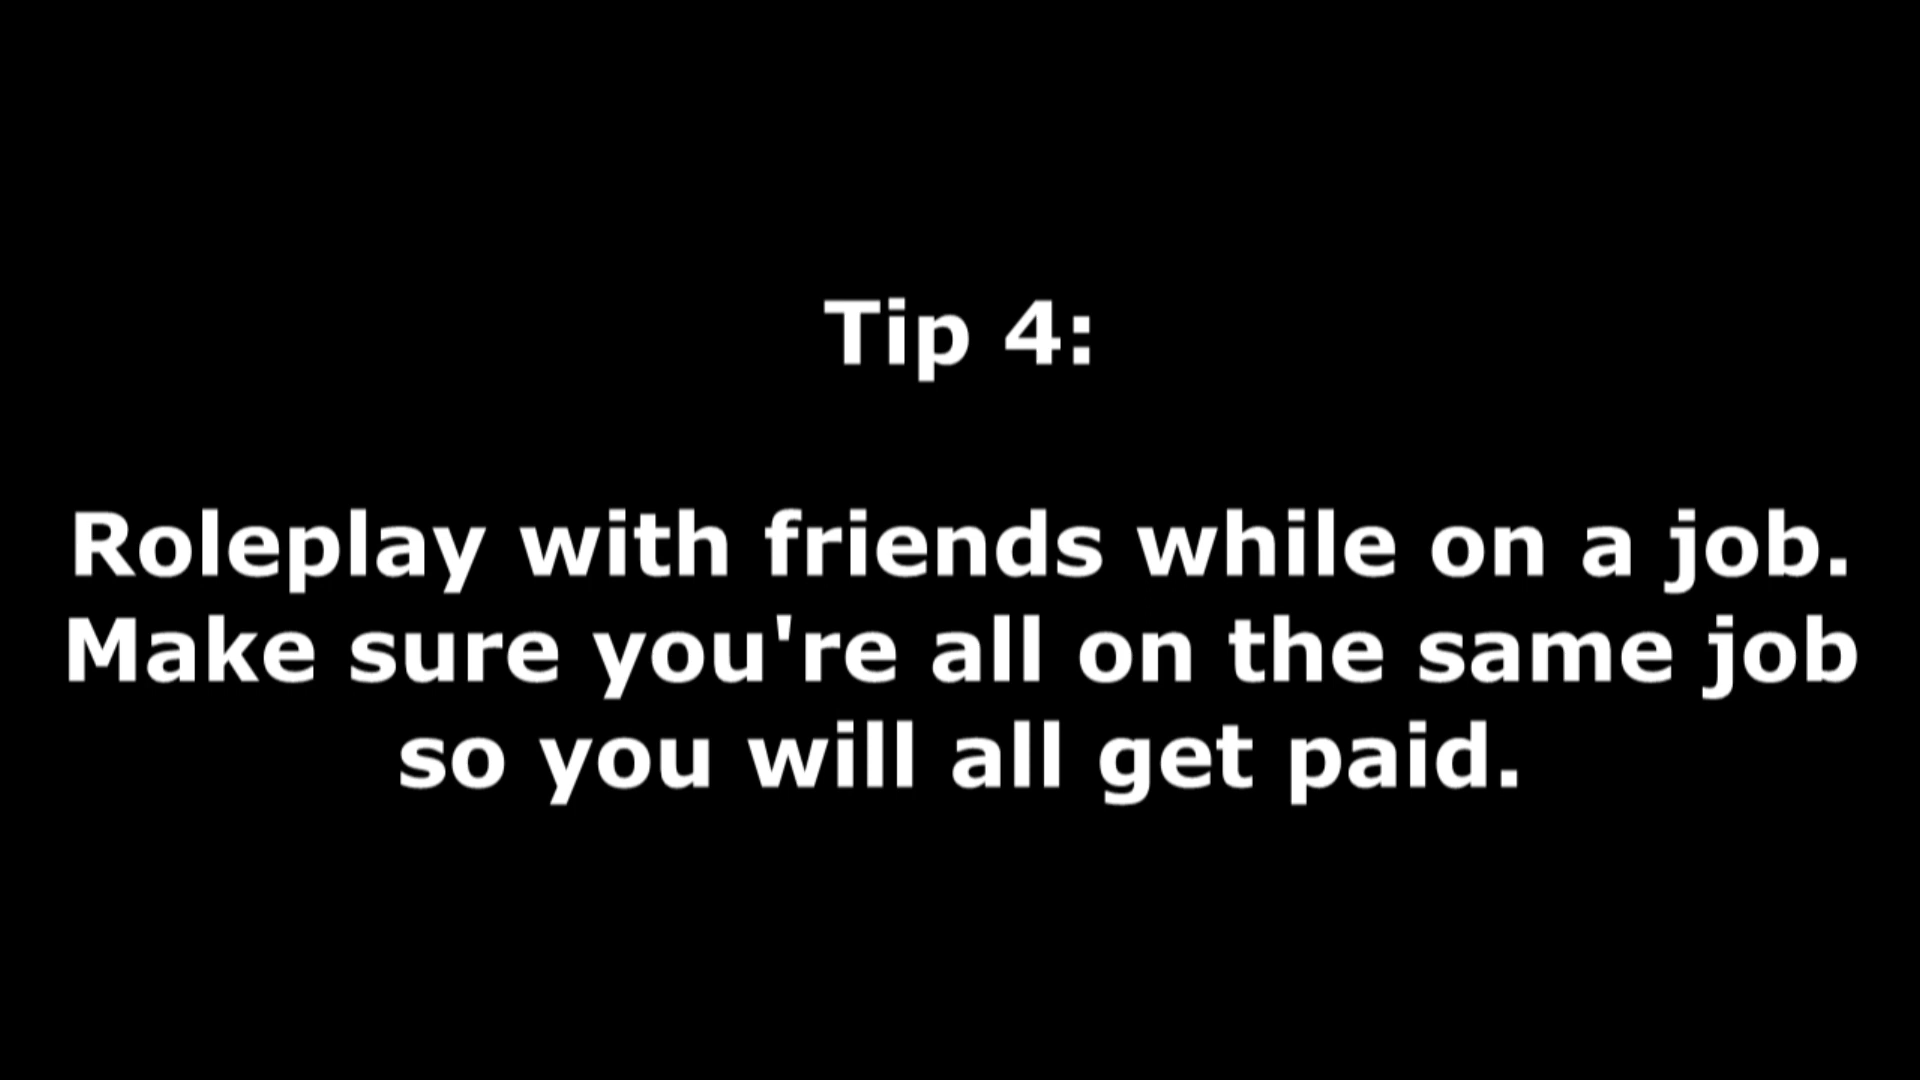 Tip 4:
Roleplay with friends while on a job.
Make sure you're all on the same job
so you will all get paid.